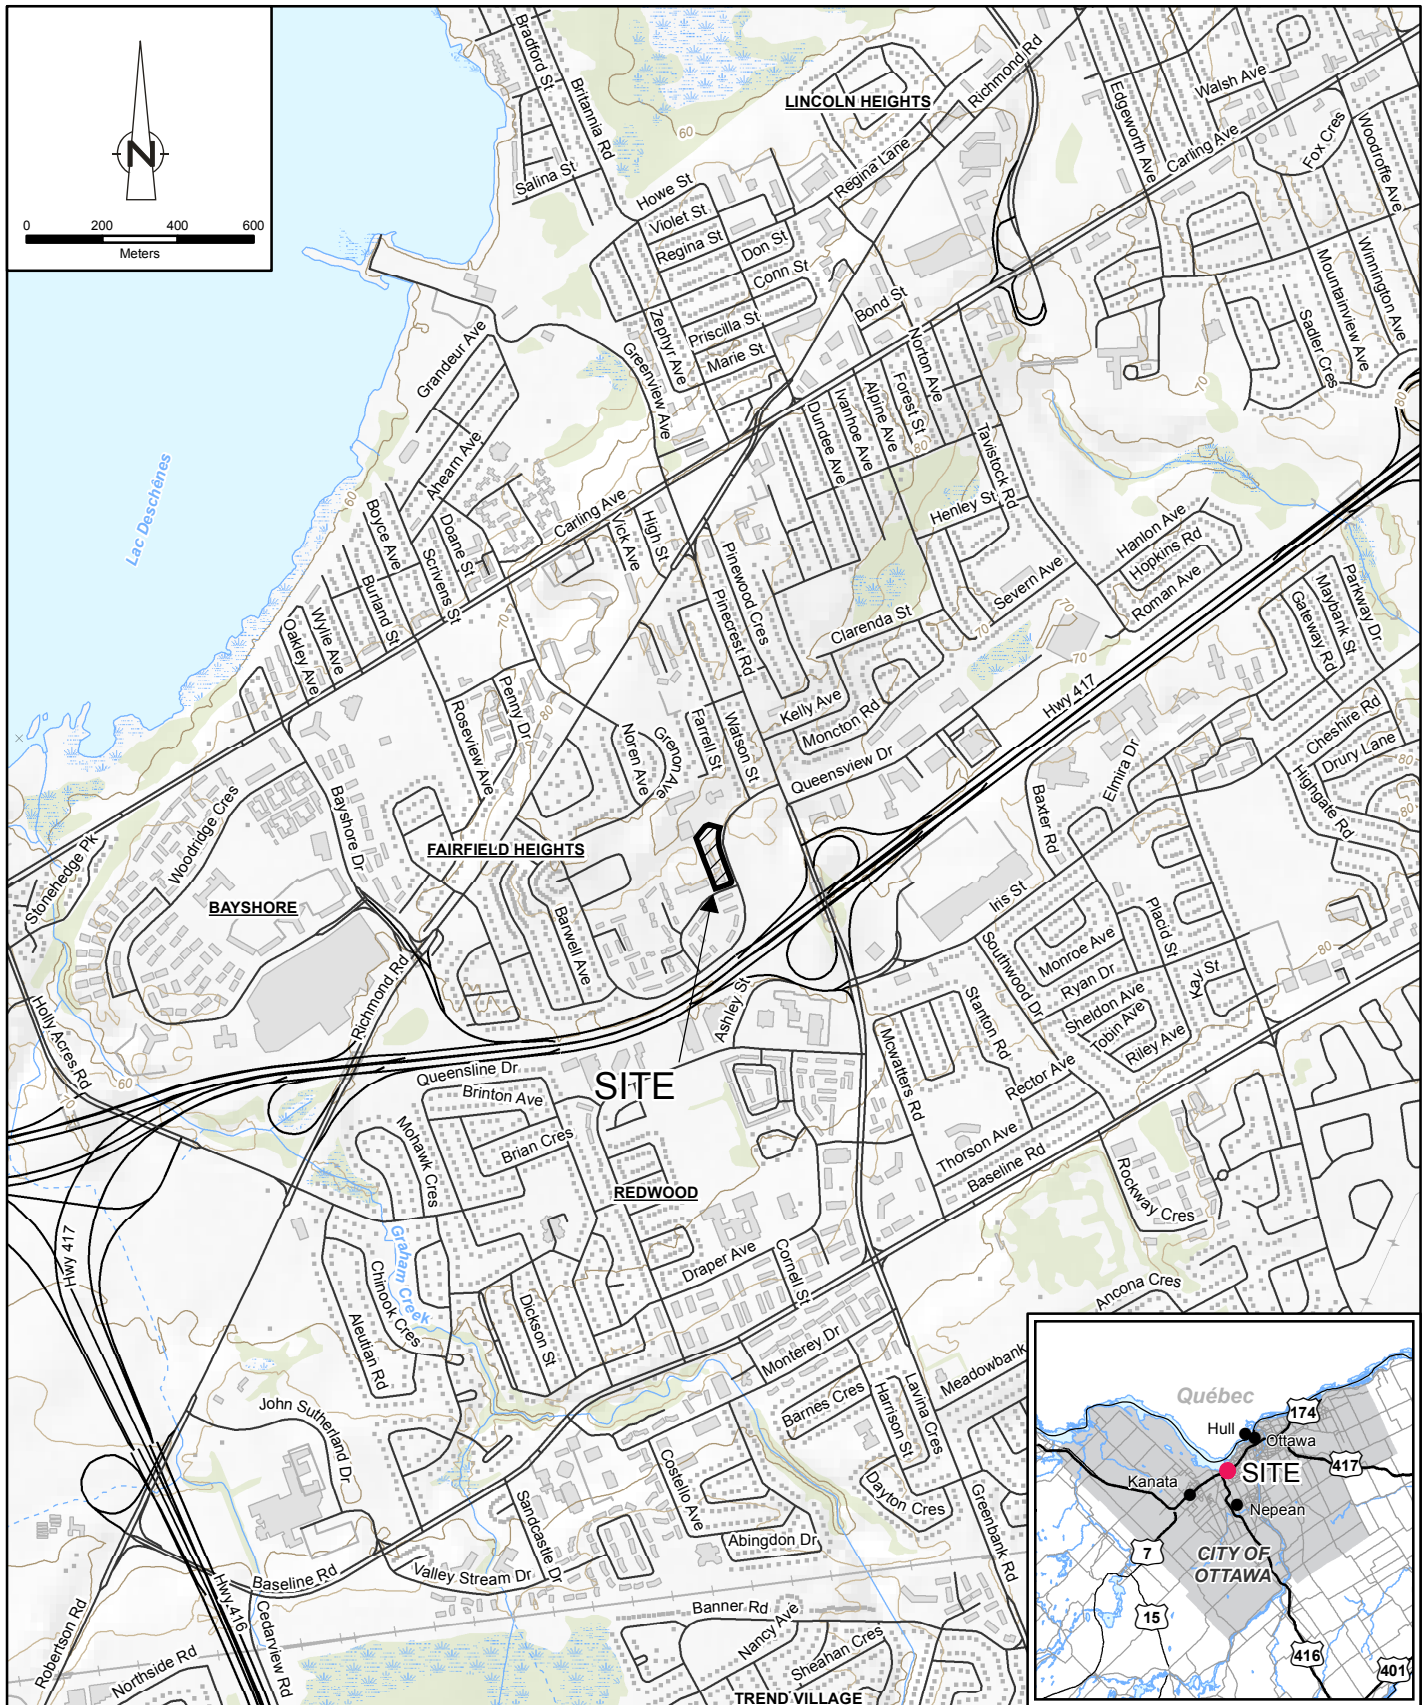 N
0 200 400 600
Meters
Bradford St
Britannia Rd
Salina St
LINCOLN HEIGHTS
Richmond Rd
Regina Lane
Edgeworth Ave
Walsh Ave
Carling Ave
Fox Cres
Woodroffe Ave
60
Howe St
Violet St
Regina St
Don St
Conn St
Priscilla St
Marie St
Zephyr Ave
Greenview Ave
Bond St
Norton Ave
Forest St
Alpine Ave
Ivanhoe Ave
Dundee Ave
80
Tavistock Rd
Henley St
Winnington Ave
Mountainview Ave
Sadler Cres
70
80
Grandeur Ave
Ahearn Ave
Lac Deschênes
60
Boyce Ave
Doane St
Scrivens St
Burland St
Wylie Ave
Oakley Ave
Carling Ave
Vick Ave
High St
Pinewood Cres
Pinecrest Rd
Hanlon Ave
Hopkins Rd
Roman Ave
Severn Ave
Clarenda St
70
70
70
Parkway Dr
Maybank St
Gateway Rd
Kelly Ave
Moncton Rd
Hwy 417
Penny Dr
80
Roseview Ave
Noren Ave
Grenon Ave
Farrell St
Watson St
Queensview Dr
Cheshire Rd
Drury Lane
Highgate Rd
80
Elmira Dr
Baxter Rd
Bayshore Dr
Woodridge Cres
Stonehedge Pk
FAIRFIELD HEIGHTS
BAYSHORE
Barwell Ave
Iris St
Placid St
Southwood Dr
Monroe Ave
Ryan Dr
Kay St
80
Sheldon Ave
Tobin Ave
Riley Ave
Stanton Rd
Mcwatters Rd
Rector Ave
Richmond Rd
Holly Acres Rd
Ashley St
60
70
Queensline Dr
Brinton Ave
SITE
Mohawk Cres
Brian Cres
REDWOOD
Thorson Ave
Baseline Rd
Rockway Cres
Hwy 417
Graham Creek
Chinook Cres
Aleutian Rd
Draper Ave
Cornell St
Dickson St
Ancona Cres
Monterey Dr
Barnes Cres
Harrison St
Lavina Cres
Meadowbank
John Sutherland Dr
Costello Ave
Dayton Cres
Sandcastle Dr
Abingdon Dr
Greenbank Rd
Valley Stream Dr
Baseline Rd
Hwy 416
Cedarview Rd
Robertson Rd
Northside Rd
Banner Rd
Nancy Ave
Sheahan Cres
TREND VILLAGE
Québec
174
Hull
Ottawa
417
SITE
Kanata
Nepean
7
CITY OF
OTTAWA
15
416
401